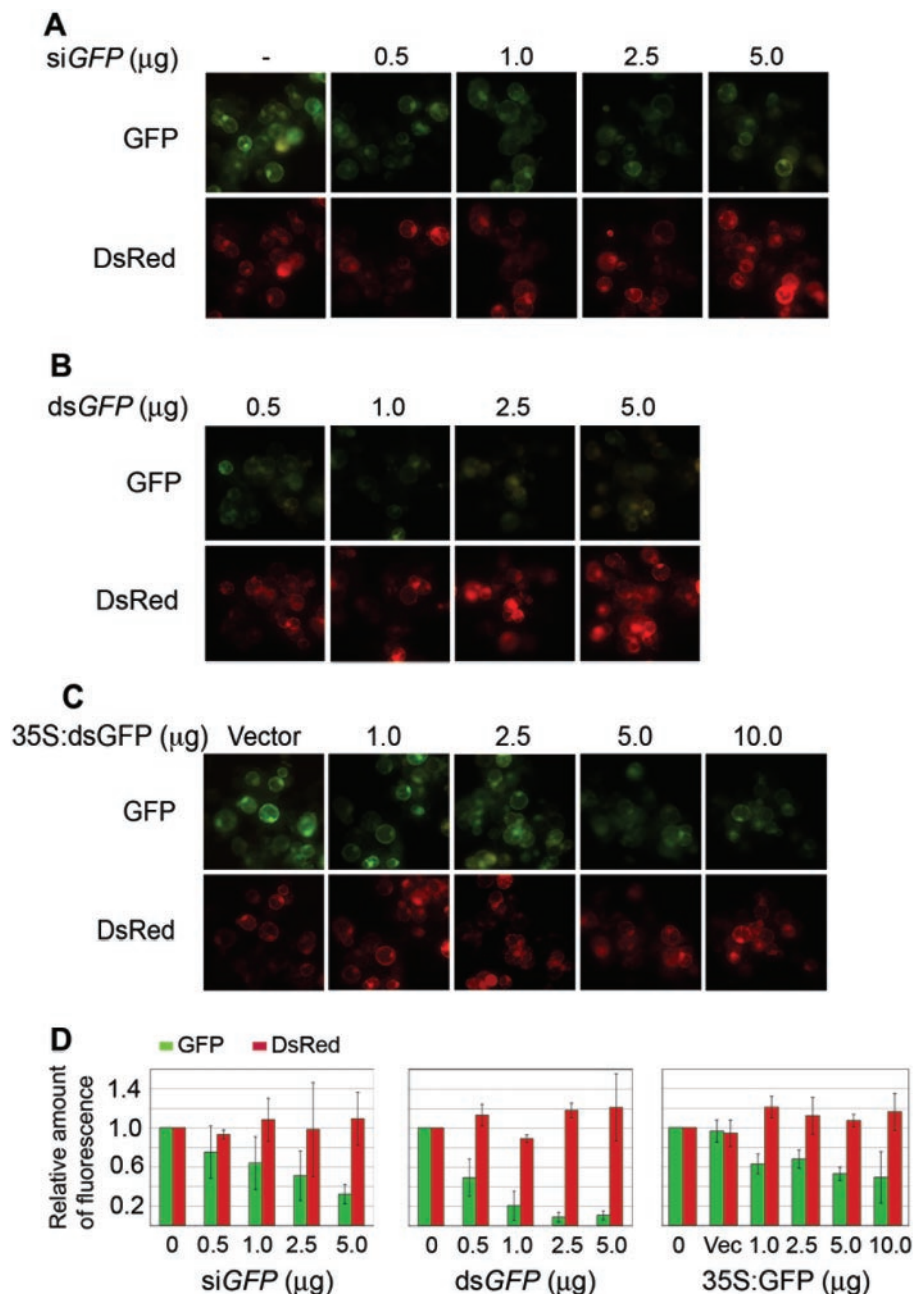 A
siGFP (μg) - 0.5 1.0 2.5 5.0
GFP
DsRed
B
dsGFP (μg) 0.5 1.0 2.5 5.0
GFP
DsRed
C
35S:dsGFP (μg) Vector 1.0 2.5 5.0 10.0
GFP
DsRed
D
GFP DsRed
Relative amount
of fluorescence
1.4
1.0
0.6
0.2
0 0.5 1.0 2.5 5.0
siGFP (μg)
0 0.5 1.0 2.5 5.0
dsGFP (μg)
0 Vec 1.0 2.5 5.0 10.0
35S:GFP (μg)